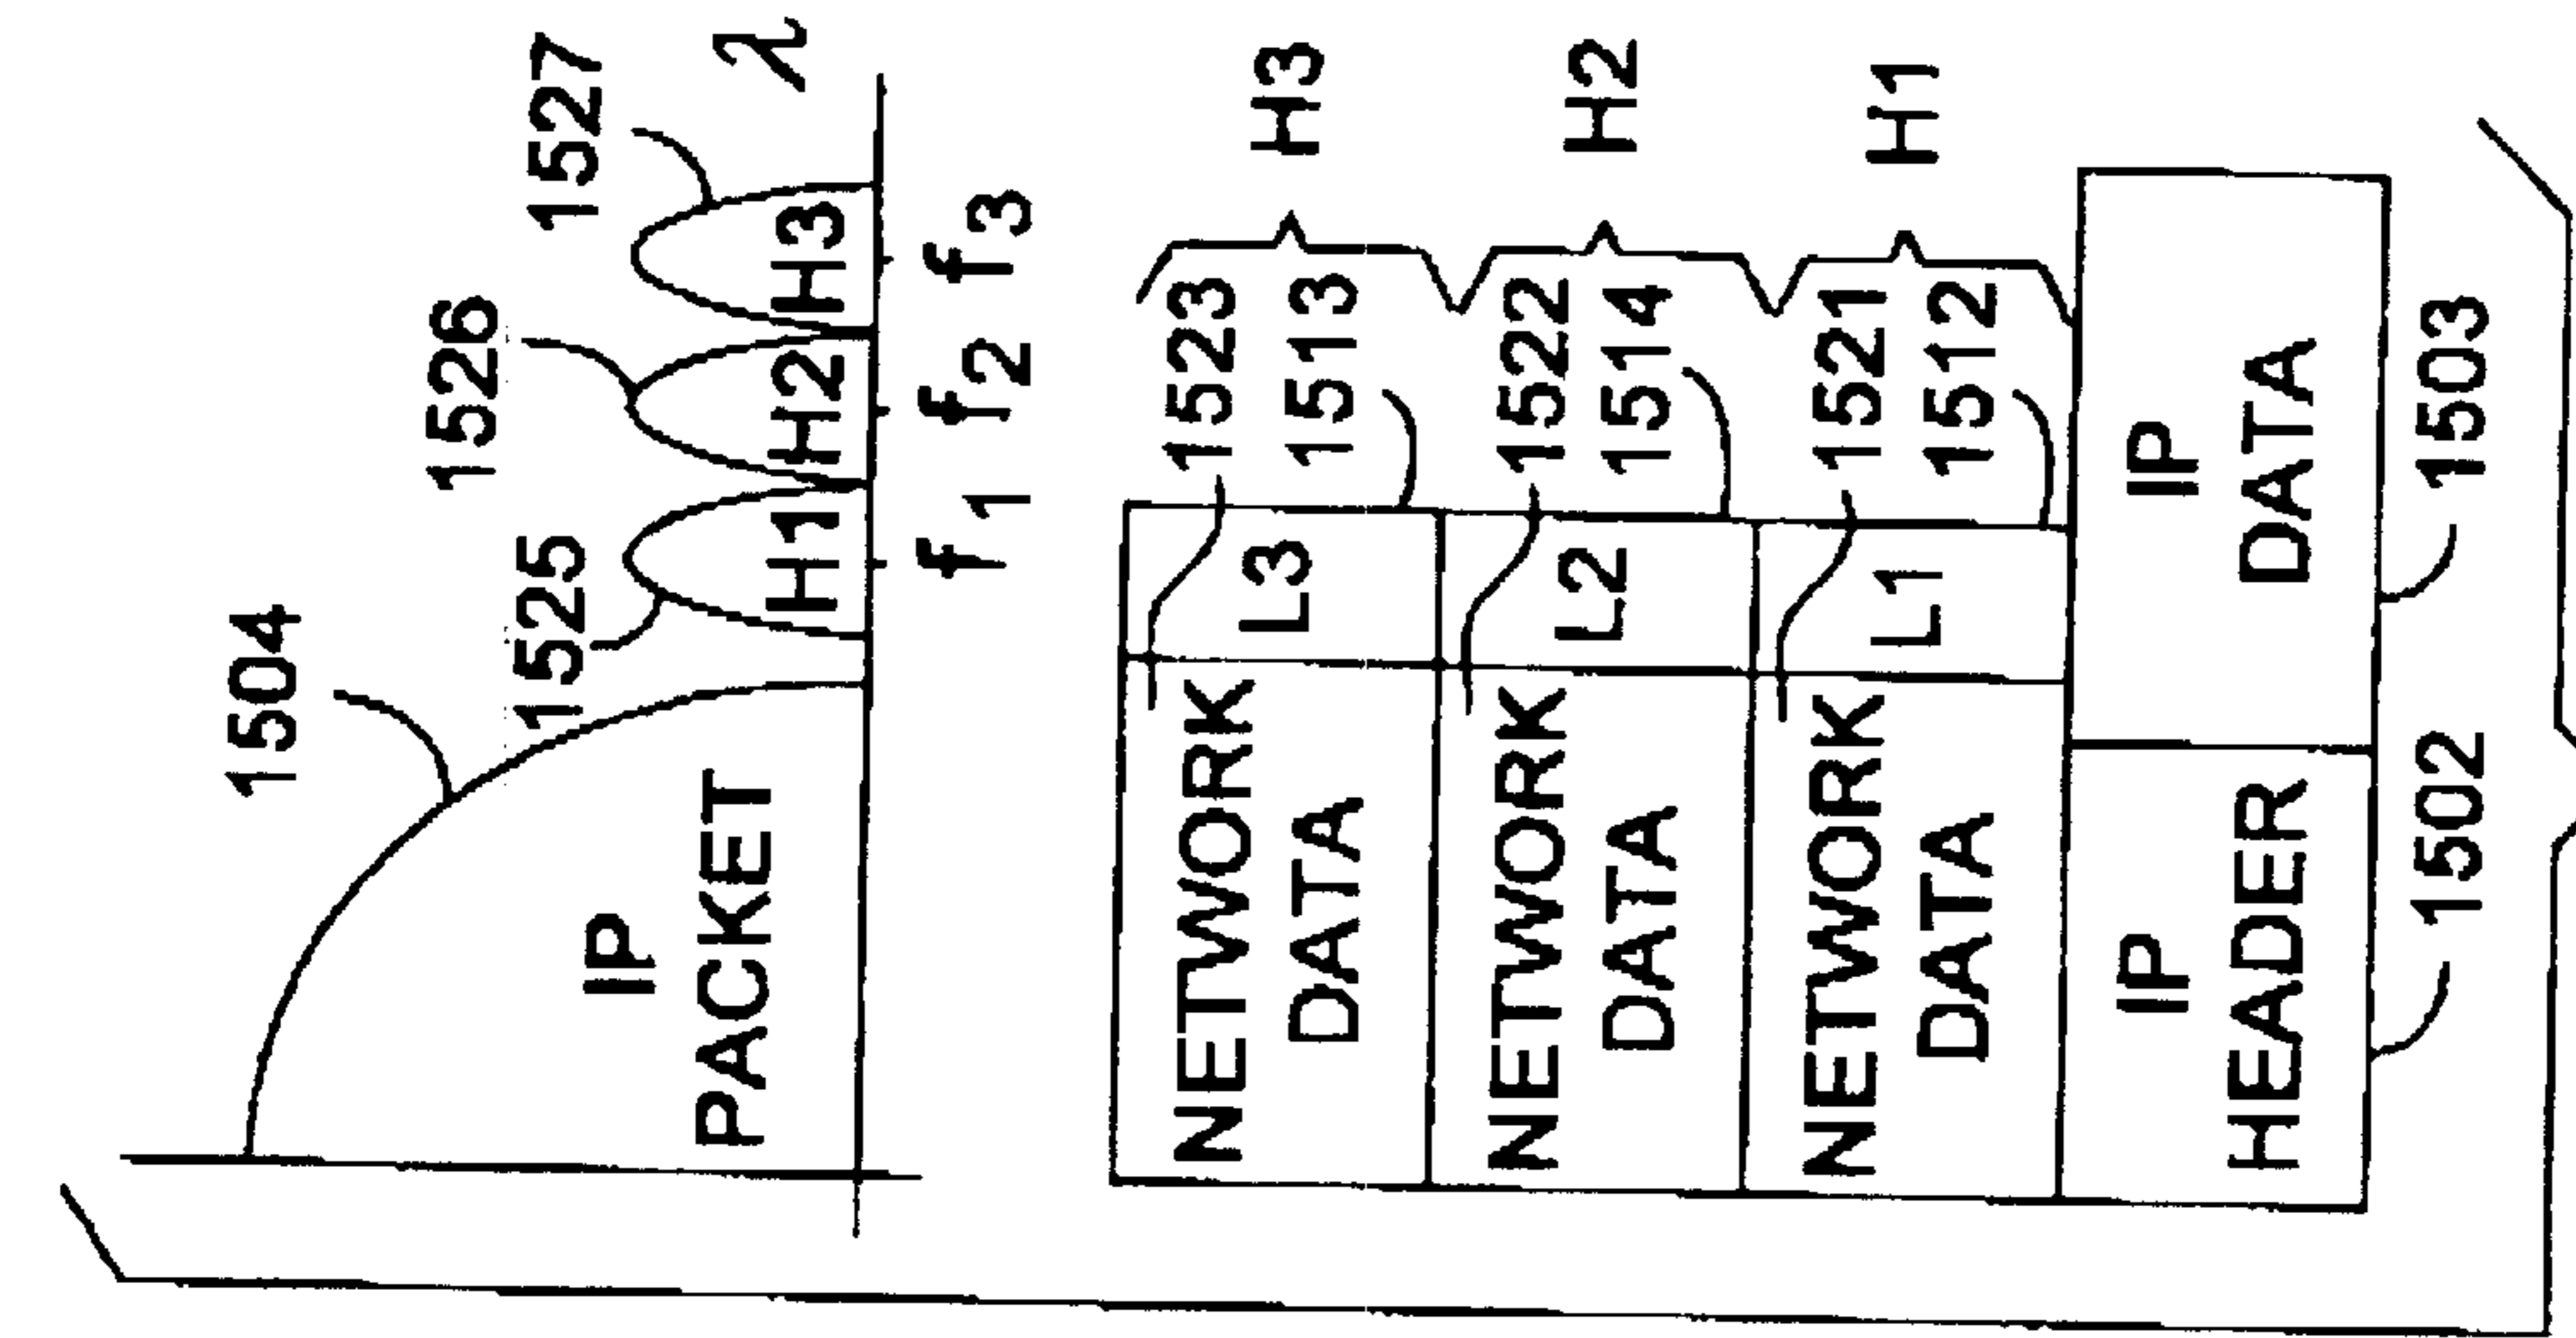 1504
1525
1526
1527
IP
PACKET
H1
H2
H3
λ
f1
f2
f3
NETWORK
DATA
L3
1523
1513
H3
NETWORK
DATA
L2
1522
1514
H2
NETWORK
DATA
L1
1521
1512
H1
IP
HEADER
IP
DATA
1502
1503